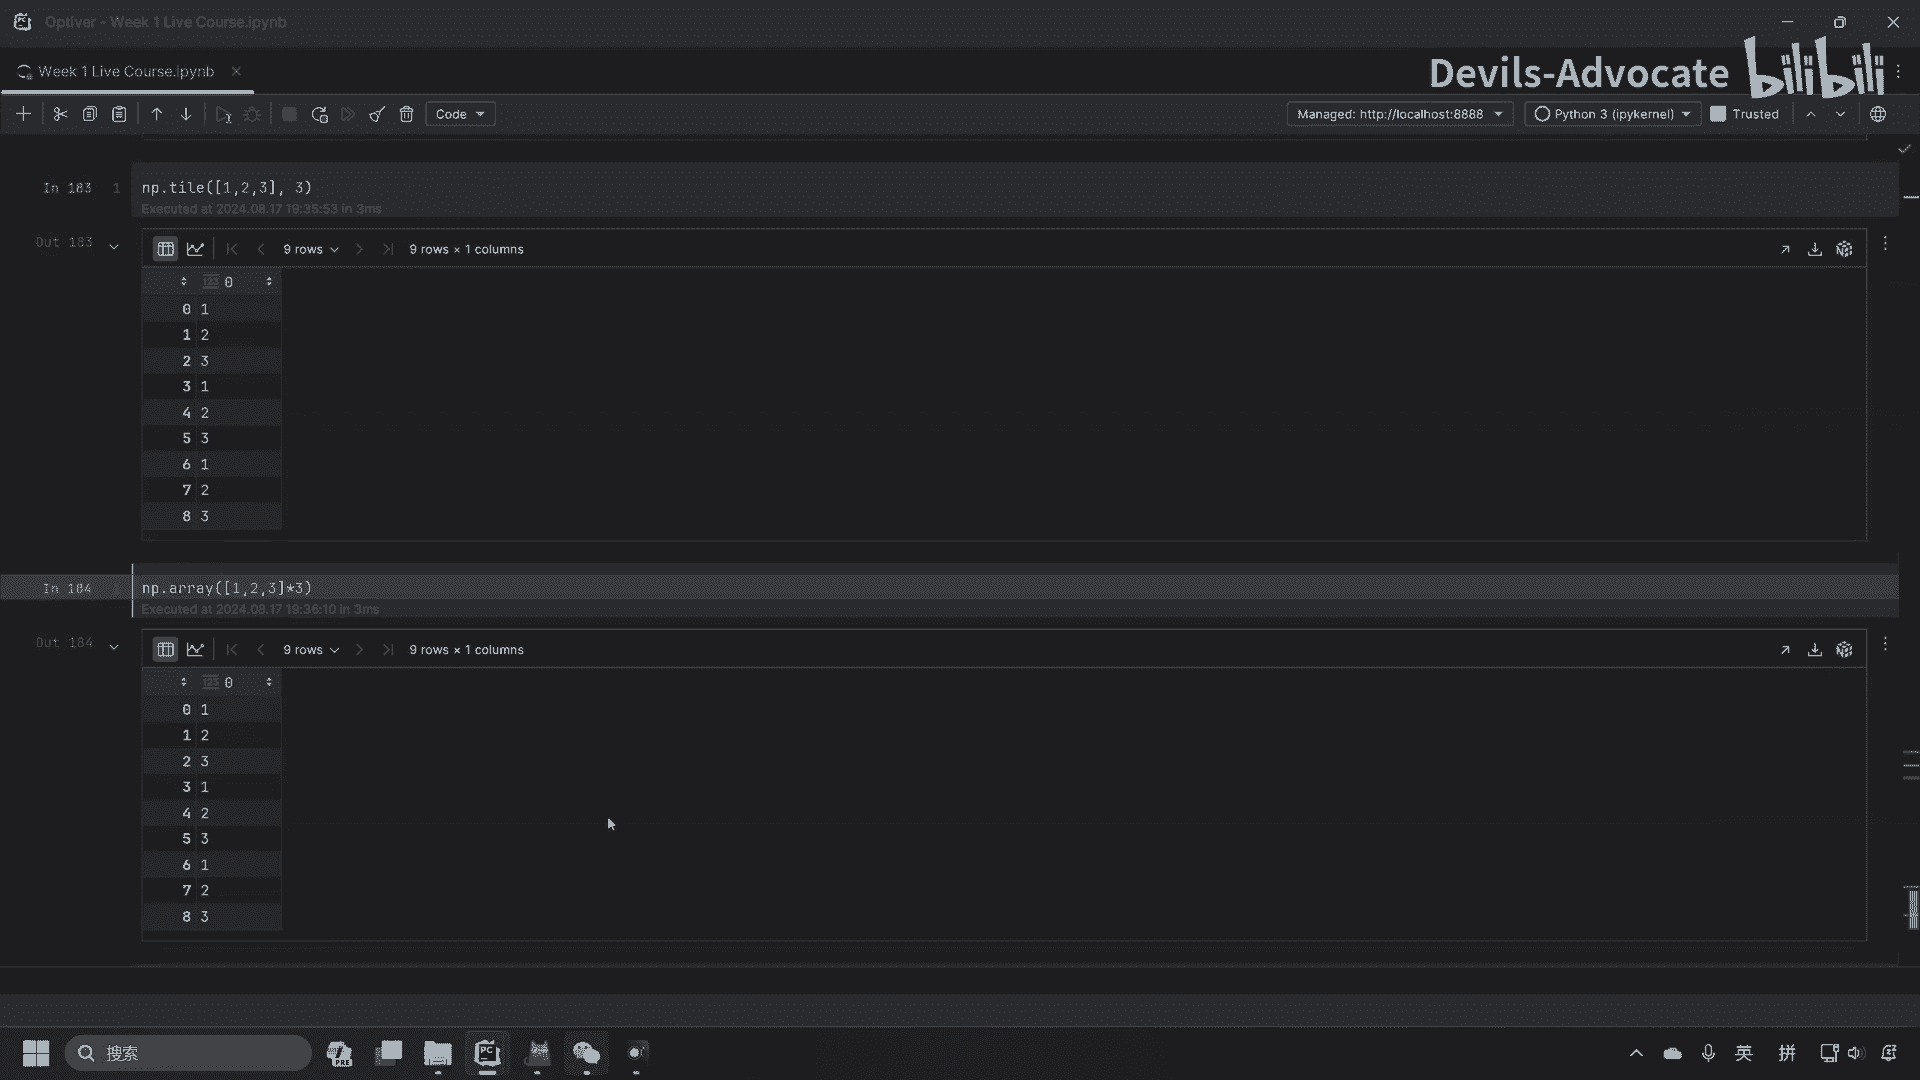 Optiver - Week 1 Live Course.ipynb
Week 1 Live Course.ipynb
Devils-Advocate bilibili
Code
Managed: http://localhost:8888
Python 3 (ipykernel)
Trusted
In 183
1
np.tile([1,2,3], 3)
Executed at 2024.08.17 19:35:53 in 3ms
Out 183
9 rows
9 rows × 1 columns
123 0
0 1
1 2
2 3
3 1
4 2
5 3
6 1
7 2
8 3
In 184
1
np.array([1,2,3]*3)
Executed at 2024.08.17 19:36:10 in 3ms
Out 184
9 rows
9 rows × 1 columns
123 0
0 1
1 2
2 3
3 1
4 2
5 3
6 1
7 2
8 3
搜索
PRE
PC
英
拼